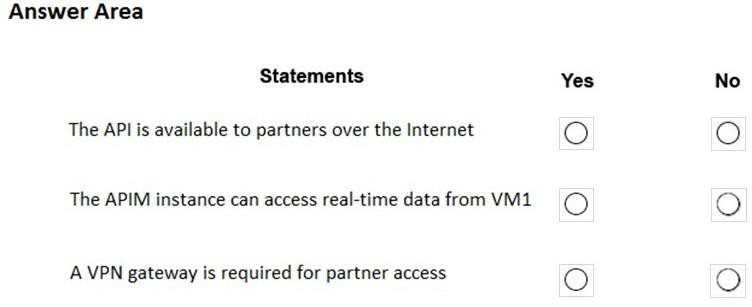 Answer Area
Statements Yes No
The API is available to partners over the Internet
The APIM instance can access real-time data from VM1
A VPN gateway is required for partner access